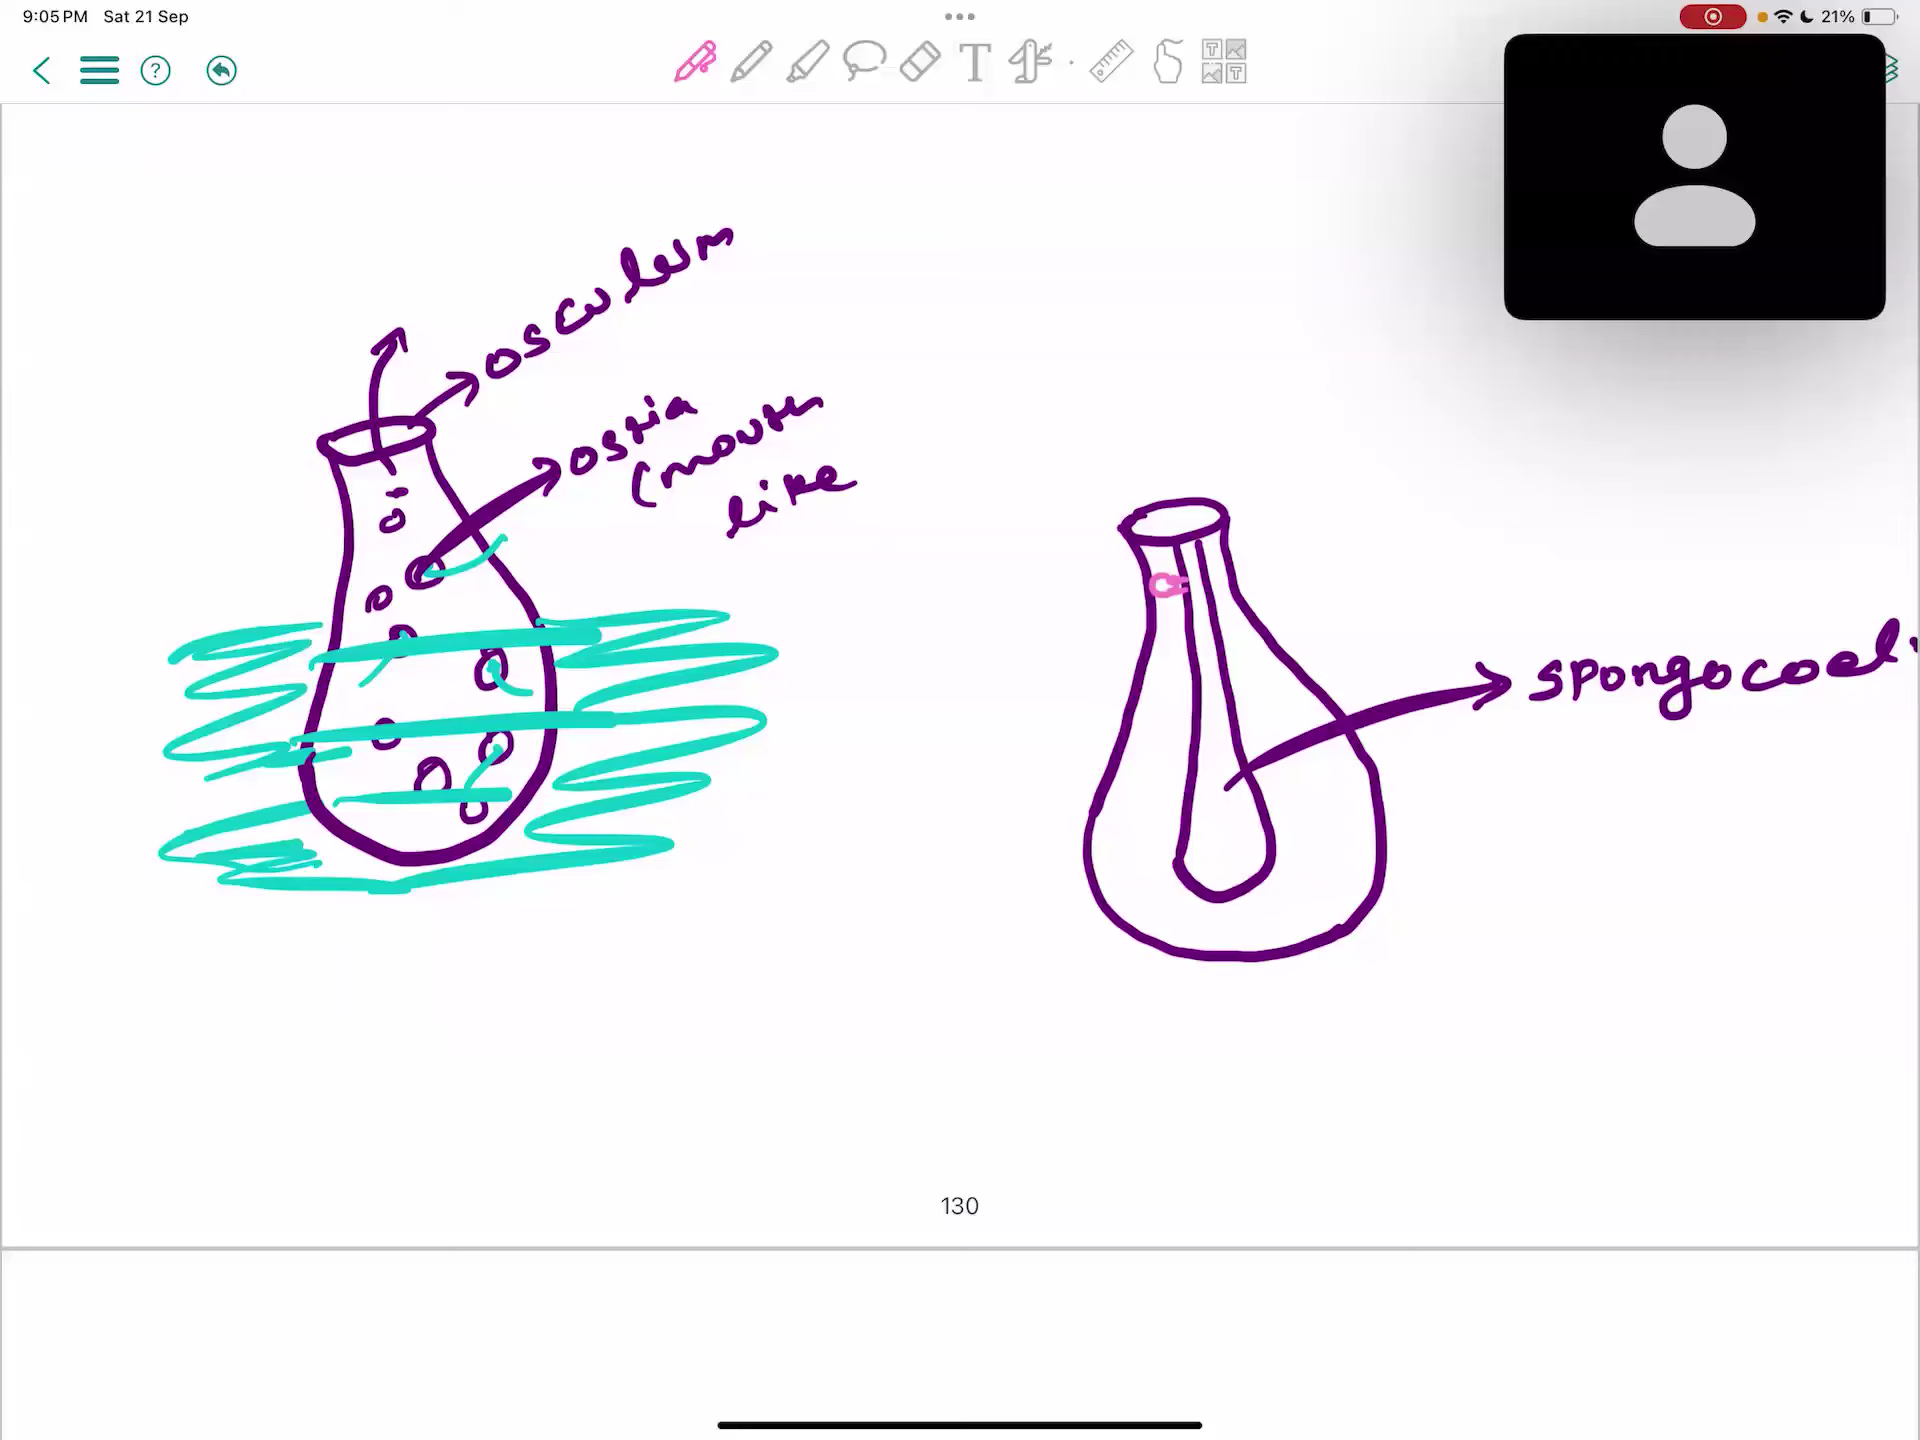 9:05 PM Sat 21 Sep
21%
osculum
ostia
(mouth
like
spongocoel
130